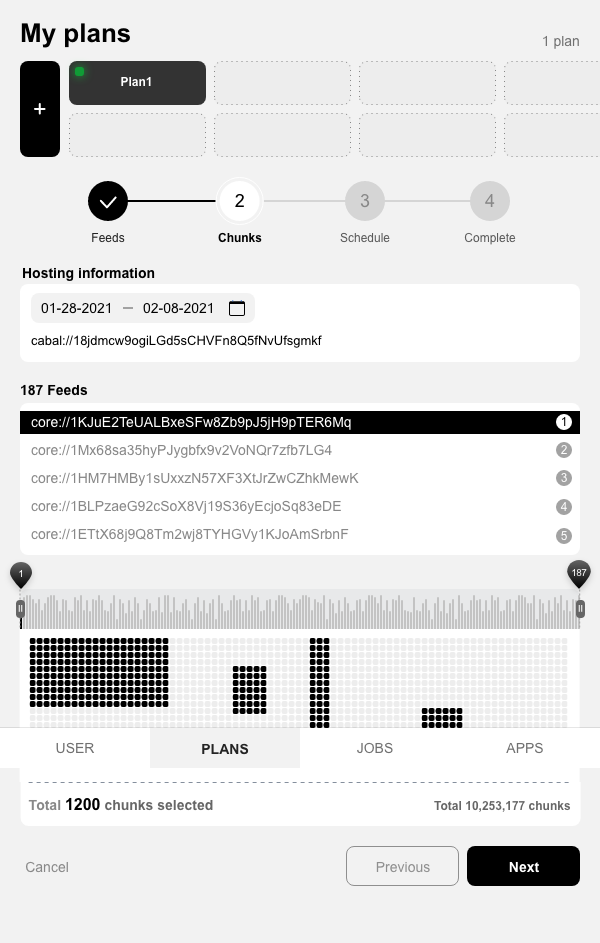 My plans
1 plan
+
Plan1
2
3
4
Feeds
Chunks
Schedule
Complete
Hosting information
01-28-2021 — 02-08-2021
cabal://18jdmcw9ogiLGd5sCHVFn8Q5fNvUfsgmkf
187 Feeds
core://1KJuE2TeUALBxeSFw8Zb9pJ5jH9pTER6Mq 1
core://1Mx68sa35hyPJygbfx9v2VoNQr7zfb7LG4 2
core://1HM7HMBy1sUxxzN57XF3XtJrZwCZhkMewK 3
core://1BLPzaeG92cSoX8Vj19S36yEcjoSq83eDE 4
core://1ETtX68j9Q8Tm2wj8TYHGVy1KJoAmSrbnF 5
1
187
USER
PLANS
JOBS
APPS
Total 1200 chunks selected
Total 10,253,177 chunks
Cancel
Previous
Next